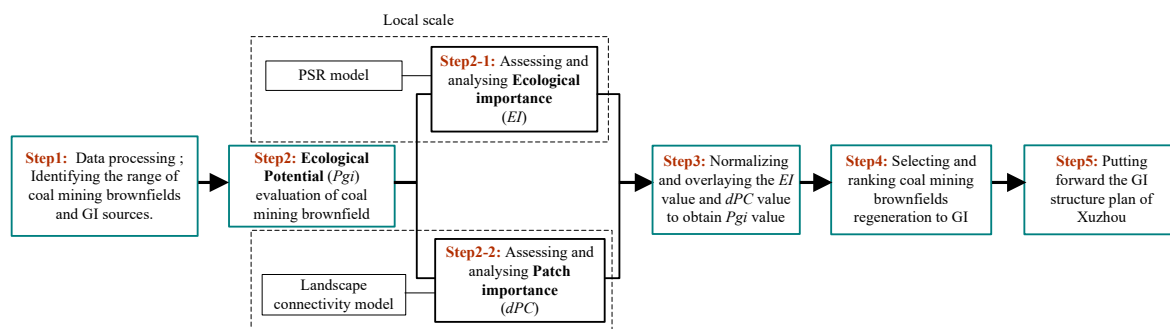 Local scale
PSR model
Step2-1: Assessing and
analysing Ecological
importance
(EI)
Step1: Data processing ;
Identifying the range of
coal mining brownfields
and GI sources.
Step2: Ecological
Potential (Pgi)
evaluation of coal
mining brownfield
Landscape
connectivity model
Step2-2: Assessing and
analysing Patch
importance
(dPC)
Step3: Normalizing
and overlaying the EI
value and dPC value
to obtain Pgi value
Step4: Selecting and
ranking coal mining
brownfields
regeneration to GI
Step5: Putting
forward the GI
structure plan of
Xuzhou